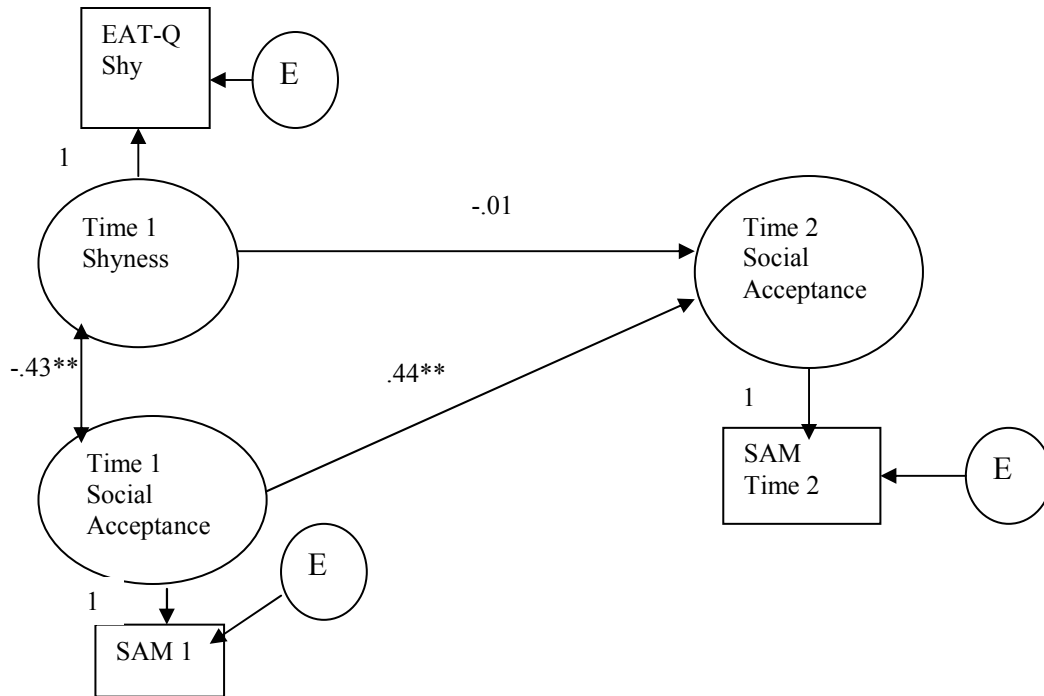 EAT-Q
Shy
E
1
Time 1
Shyness
-.01
Time 2
Social
Acceptance
-.43**
.44**
1
SAM
Time 2
E
Time 1
Social
Acceptance
E
1
SAM 1